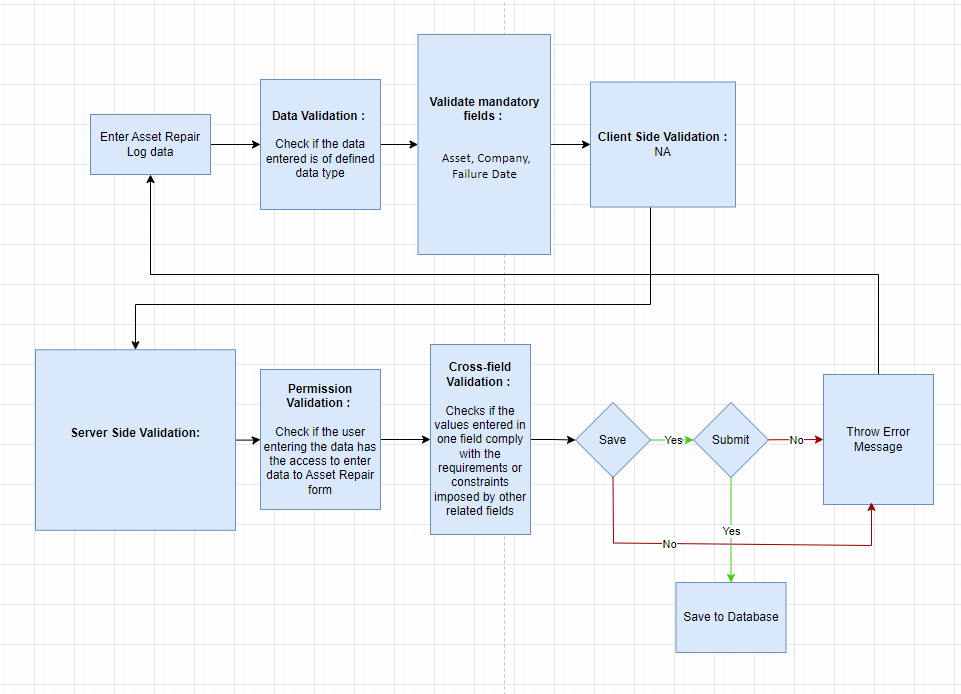 Enter Asset Repair
Log data
Data Validation :
Check if the data
entered is of defined
data type
Validate mandatory
fields :
Asset, Company,
Failure Date
Client Side Validation :
NA
Server Side Validation:
Permission
Validation :
Check if the user
entering the data has
the access to enter
data to Asset Repair
form
Cross-field
Validation :
Checks if the
values entered in
one field comply
with the
requirements or
constraints
imposed by other
related fields
Save
Yes
Submit
No
Throw Error
Message
Yes
No
Save to Database